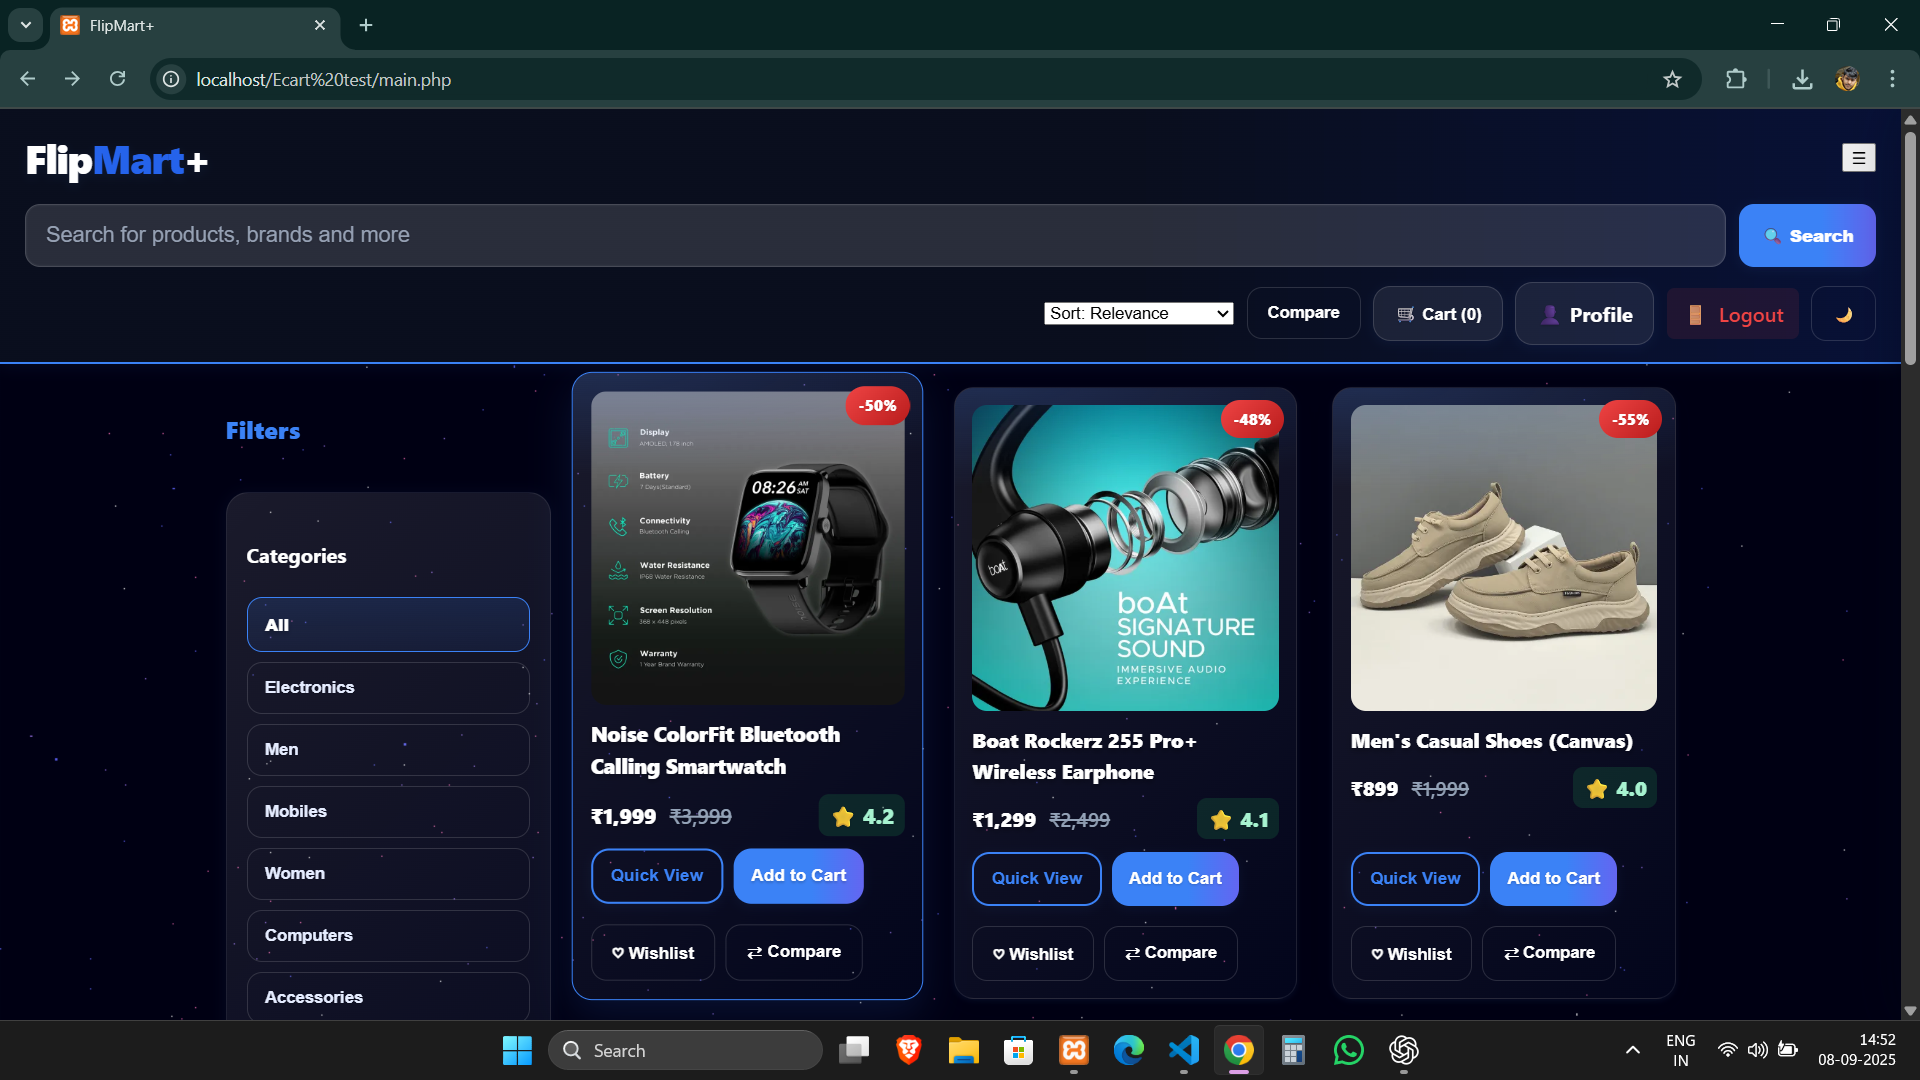 FlipMart+
localhost/Ecart%20test/main.php
FlipMart+
☰
Search for products, brands and more
🔍 Search
Sort: Relevance
Compare
🛒 Cart (0)
👤 Profile
🚪 Logout
🌙
Filters
Categories
All
Electronics
Men
Mobiles
Women
Computers
Accessories
-50%
Display
AMOLED, 1.78 inch
Battery
7 Days(Standard)
Connectivity
Bluetooth Calling
Water Resistance
IP68 Water Resistance
Screen Resolution
368 x 448 pixels
Warranty
1 Year Brand Warranty
08:26 AM
SAT
Noise ColorFit Bluetooth
Calling Smartwatch
₹1,999 ₹3,999
⭐ 4.2
Quick View
Add to Cart
♡ Wishlist
⇄ Compare
-48%
boAt
boAt
SIGNATURE
SOUND
IMMERSIVE AUDIO
EXPERIENCE
Boat Rockerz 255 Pro+
Wireless Earphone
₹1,299 ₹2,499
⭐ 4.1
Quick View
Add to Cart
♡ Wishlist
⇄ Compare
-55%
Men's Casual Shoes (Canvas)
₹899 ₹1,999
⭐ 4.0
Quick View
Add to Cart
♡ Wishlist
⇄ Compare
Search
ENG
IN
14:52
08-09-2025